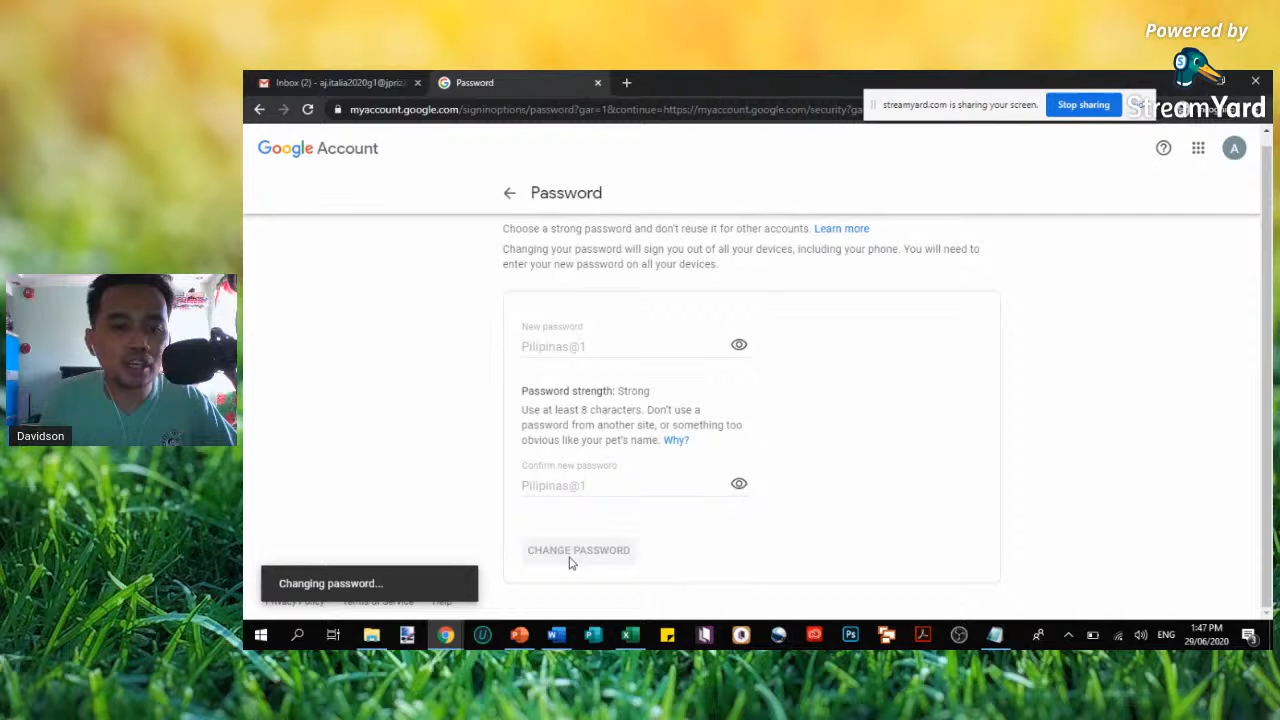 Powered by
StreamYard
Inbox (2) - aj.italia2020g1@jpriz
Password
myaccount.google.com/signinoptions/password?gar=1&continue=https://myaccount.google.com/security?ga
streamyard.com is sharing your screen.
Stop sharing
Google Account
A
Password
Choose a strong password and don't reuse it for other accounts. Learn more
Changing your password will sign you out of all your devices, including your phone. You will need to
enter your new password on all your devices.
New password
Pilipinas@1
Password strength: Strong
Use at least 8 characters. Don't use a
password from another site, or something too
obvious like your pet's name. Why?
Confirm new password
Pilipinas@1
CHANGE PASSWORD
Changing password...
Privacy Policy Terms of Service Help
Davidson
ENG
1:47 PM
29/06/2020